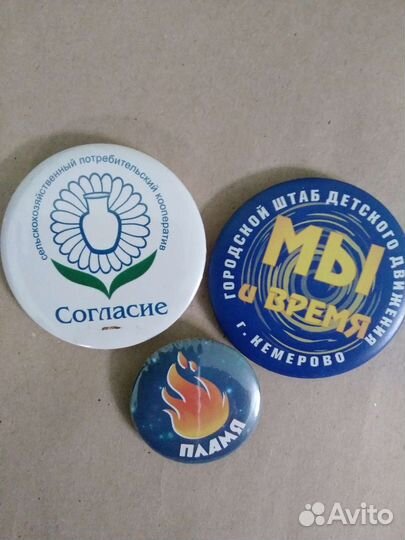 сельскохозяйственный потребительский кооператив
Согласие
ГОРОДСКОЙ ШТАБ ДЕТСКОГО ДВИЖЕНИЯ
МЫ
и ВРЕМЯ
г. КЕМЕРОВО
ПЛАМЯ
Avito